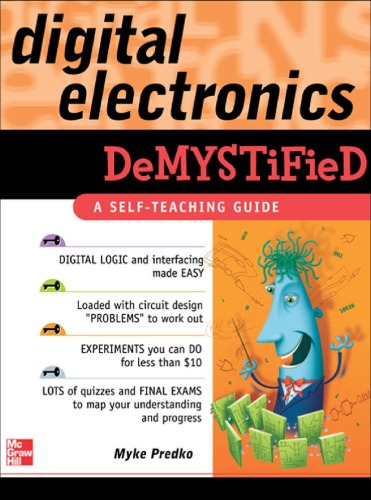 digital
electronics
DeMYSTiFieD
A SELF-TEACHING GUIDE
DIGITAL LOGIC and interfacing
made EASY
Loaded with circuit design
"PROBLEMS" to work out
EXPERIMENTS you can DO
for less than $10
LOTS of quizzes and FINAL EXAMS
to map your understanding
and progress
Mc
Graw
Hill
Myke Predko